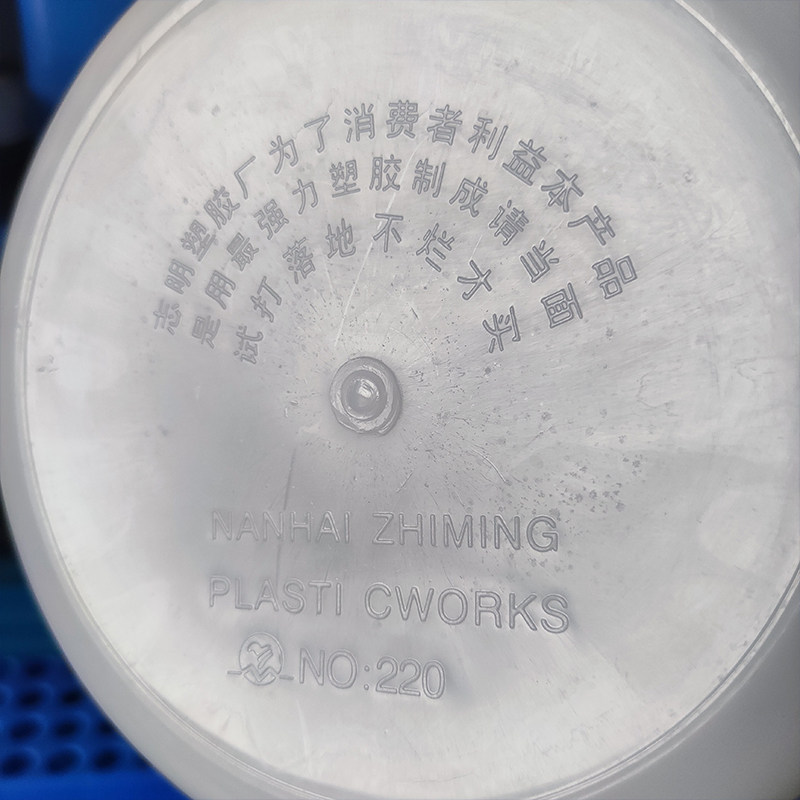 志明塑胶厂为了消费者利益本产品
是用最强力塑胶制成请当面
试打落地不烂才买
NANHAI ZHIMING
PLASTI CWORKS
NO:220